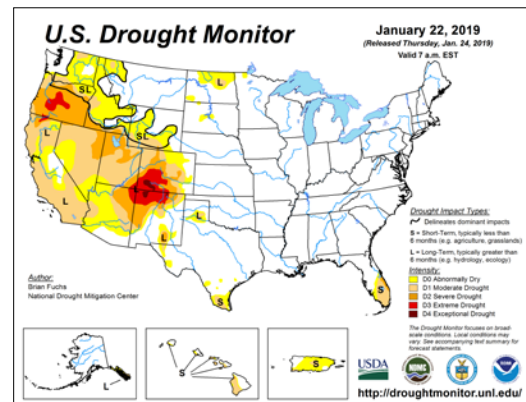 U.S. Drought Monitor
January 22, 2019
(Released Thursday, Jan. 24, 2019)
Valid 7 a.m. EST
SL
L
L
SL
L
L
L
L
S
S
Drought Impact Types:
Delineates dominant impacts
S = Short-Term, typically less than
6 months (e.g. agriculture, grasslands)
L = Long-Term, typically greater than
6 months (e.g. hydrology, ecology)
Intensity:
D0 Abnormally Dry
D1 Moderate Drought
D2 Severe Drought
D3 Extreme Drought
D4 Exceptional Drought
Author:
Brian Fuchs
National Drought Mitigation Center
The Drought Monitor focuses on broad-
scale conditions. Local conditions may
vary. See accompanying text summary for
forecast statements.
L
S
S
USDA
NDMC
http://droughtmonitor.unl.edu/